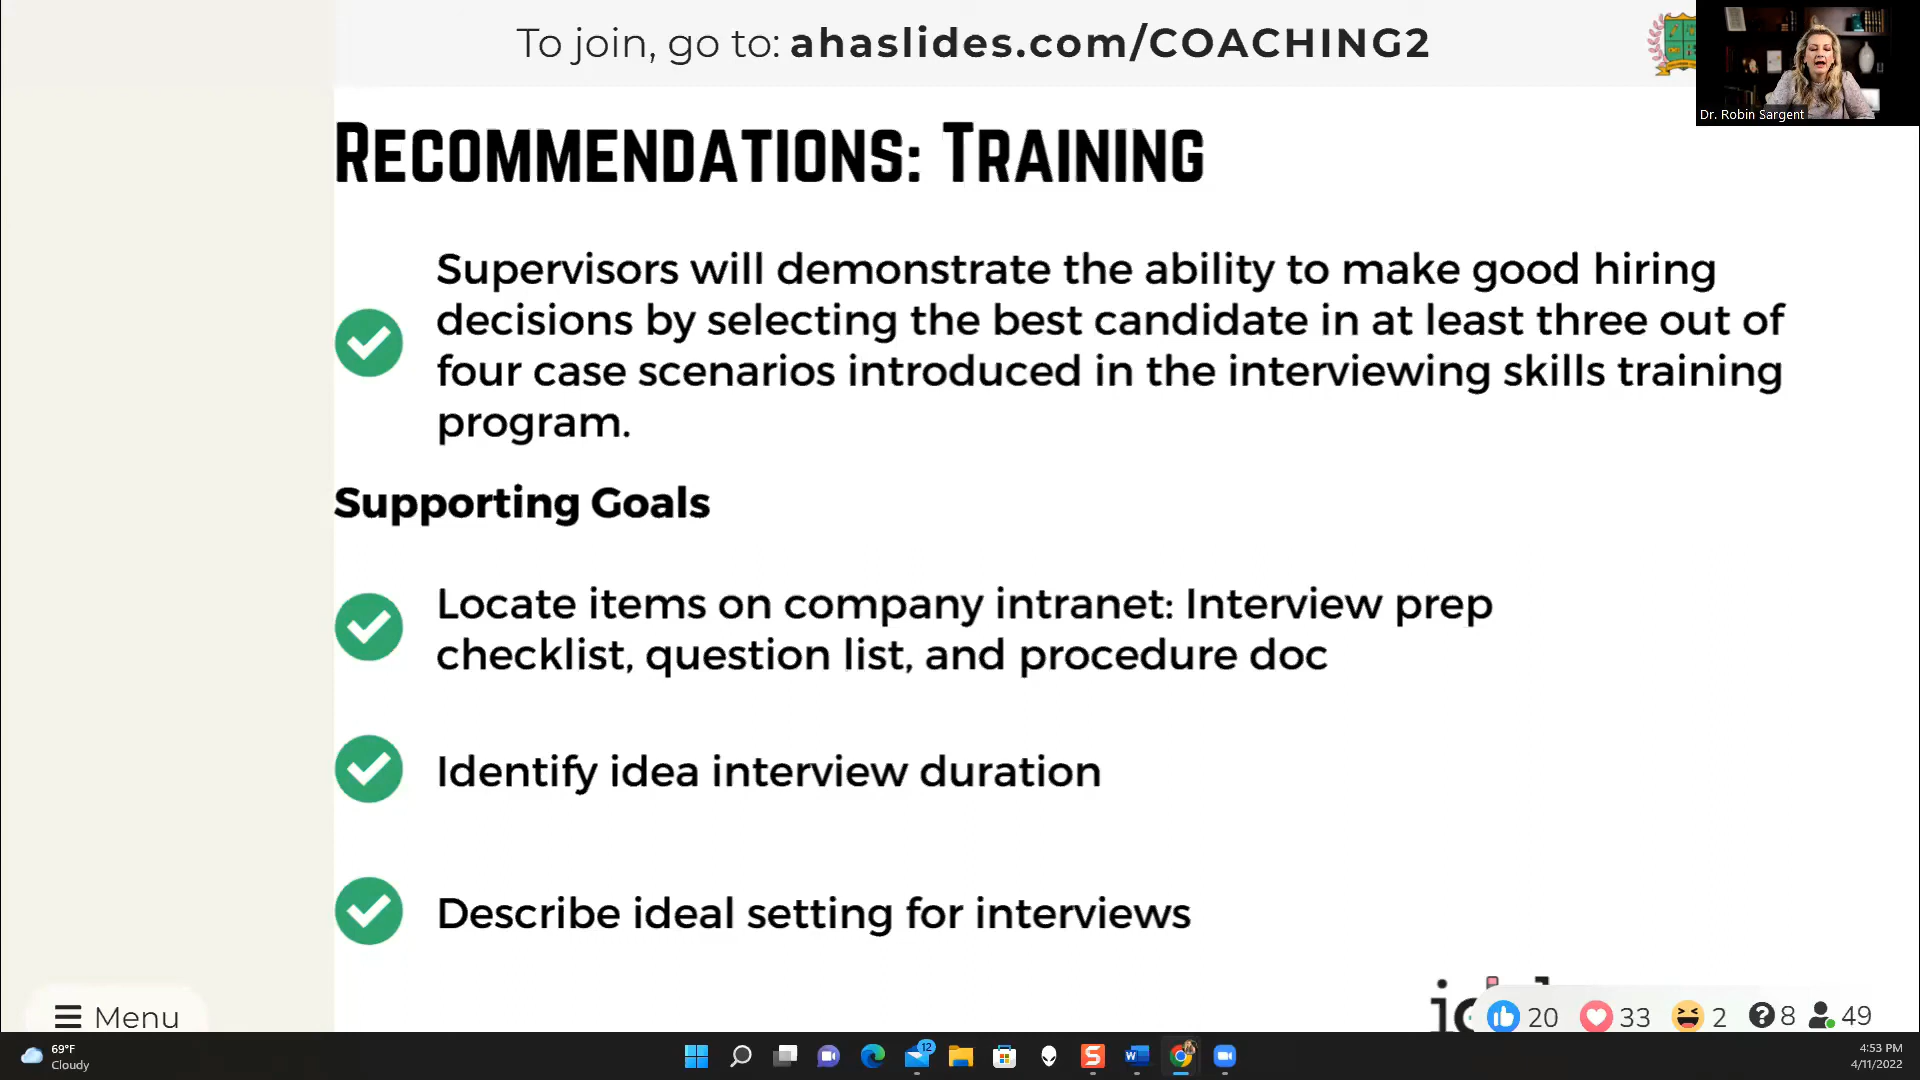 To join, go to: ahaslides.com/COACHING2
Dr. Robin Sargent
RECOMMENDATIONS: TRAINING
Supervisors will demonstrate the ability to make good hiring
decisions by selecting the best candidate in at least three out of
four case scenarios introduced in the interviewing skills training
program.
Supporting Goals
Locate items on company intranet: Interview prep
checklist, question list, and procedure doc
Identify idea interview duration
Describe ideal setting for interviews
Menu
20 33 2 8 49
69°F
Cloudy
12
4:53 PM
4/11/2022